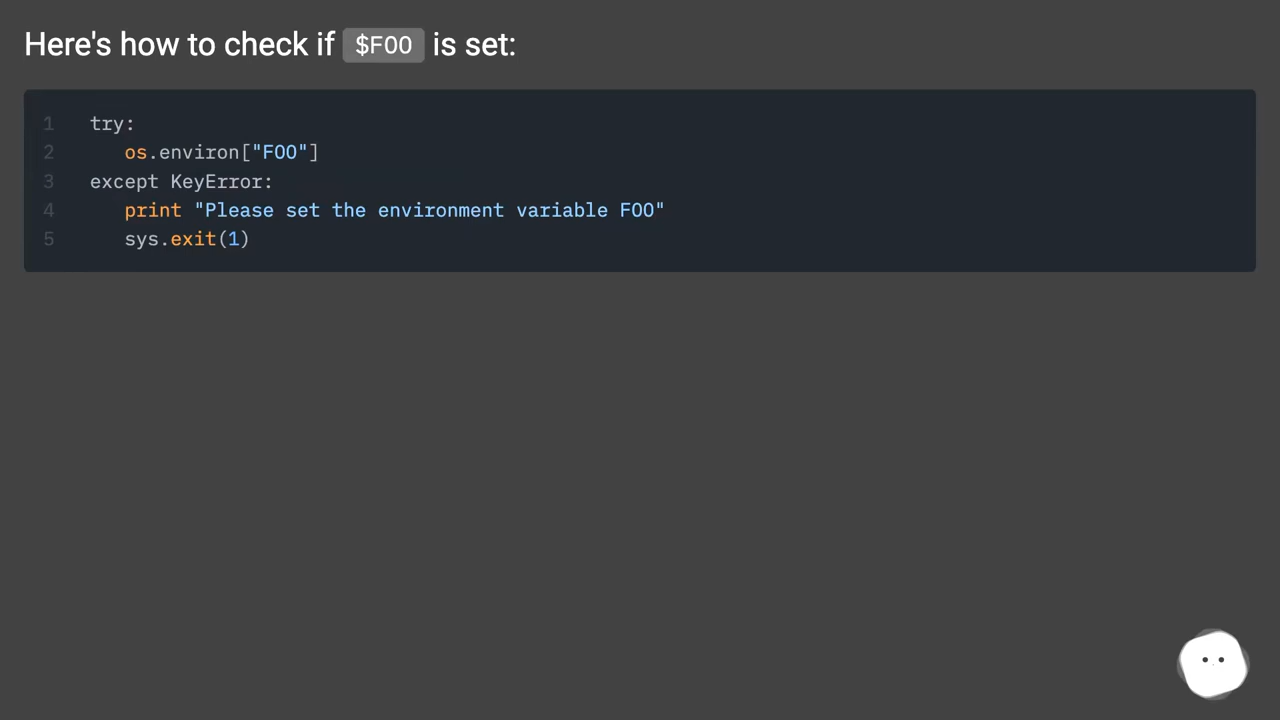 Here's how to check if $FOO is set:
1 try:
2    os.environ["FOO"]
3 except KeyError:
4    print "Please set the environment variable FOO"
5    sys.exit(1)